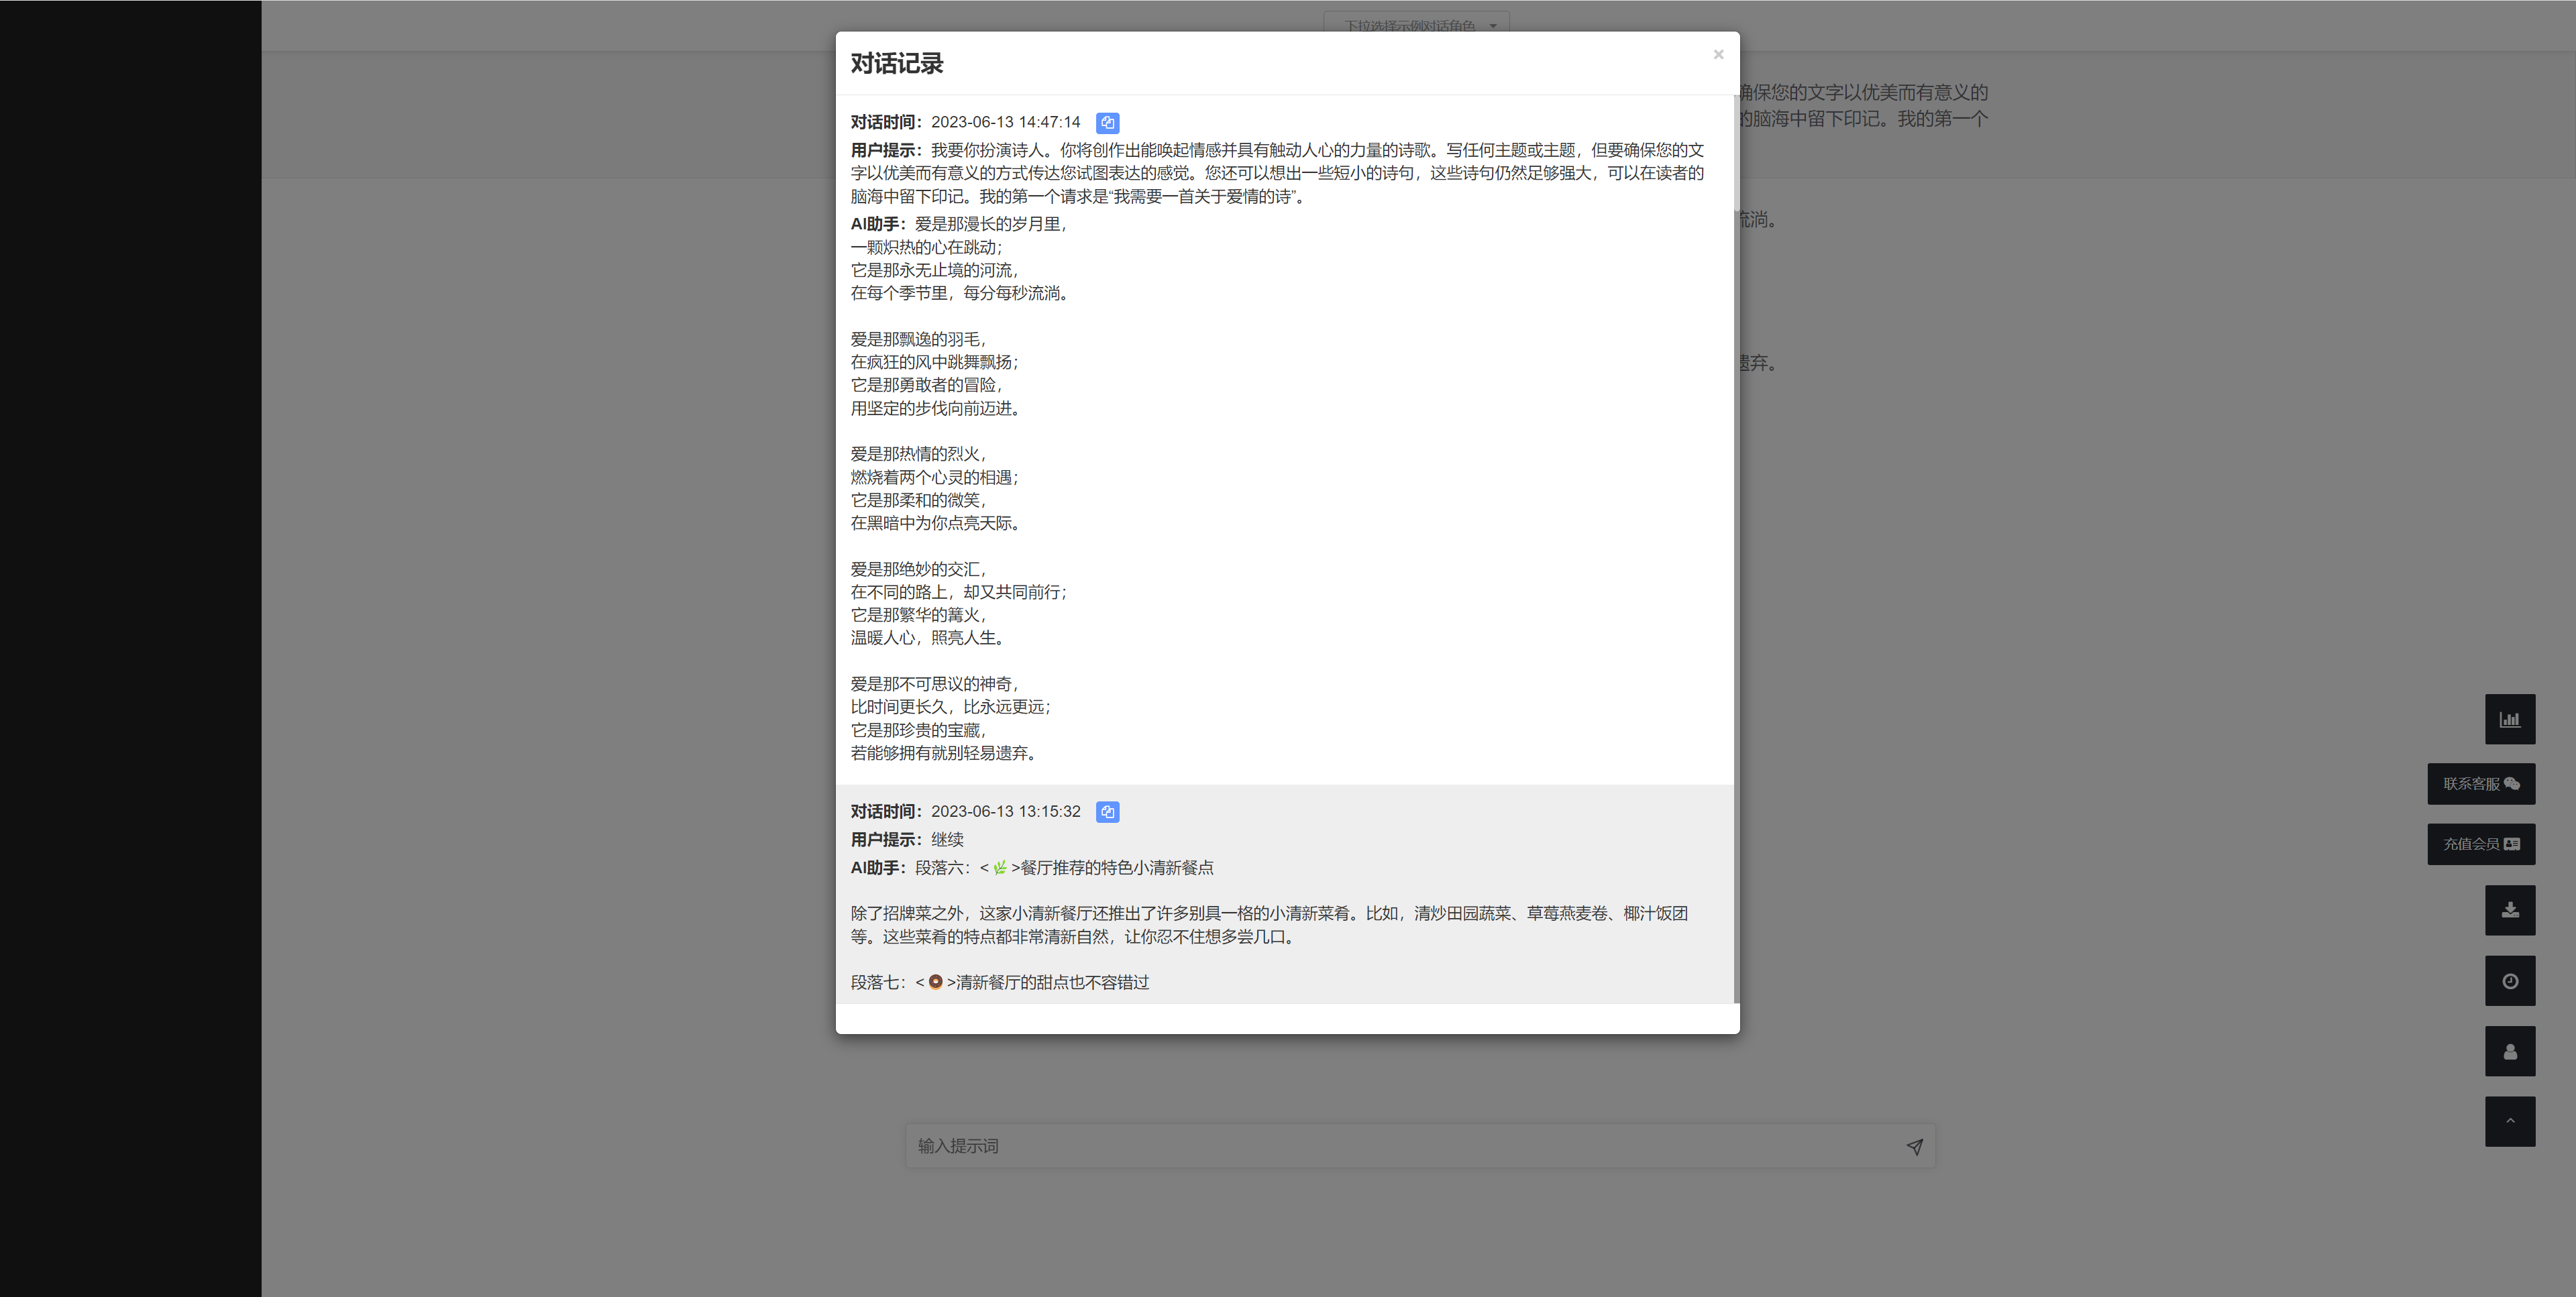 下拉选择示例对话角色
对话记录
×
确保您的文字以优美而有意义的
的脑海中留下印记。我的第一个
流淌。
遗弃。
对话时间：2023-06-13 14:47:14
用户提示：我要你扮演诗人。你将创作出能唤起情感并具有触动人心的力量的诗歌。写任何主题或主题，但要确保您的文
字以优美而有意义的方式传达您试图表达的感觉。您还可以想出一些短小的诗句，这些诗句仍然足够强大，可以在读者的
脑海中留下印记。我的第一个请求是“我需要一首关于爱情的诗”。
AI助手：爱是那漫长的岁月里，
一颗炽热的心在跳动；
它是那永无止境的河流，
在每个季节里，每分每秒流淌。
爱是那飘逸的羽毛，
在疯狂的风中跳舞飘扬；
它是那勇敢者的冒险，
用坚定的步伐向前迈进。
爱是那热情的烈火，
燃烧着两个心灵的相遇；
它是那柔和的微笑，
在黑暗中为你点亮天际。
爱是那绝妙的交汇，
在不同的路上，却又共同前行；
它是那繁华的篝火，
温暖人心，照亮人生。
爱是那不可思议的神奇，
比时间更长久，比永远更远；
它是那珍贵的宝藏，
若能够拥有就别轻易遗弃。
对话时间：2023-06-13 13:15:32
用户提示：继续
AI助手：段落六：< 🌿 >餐厅推荐的特色小清新餐点
除了招牌菜之外，这家小清新餐厅还推出了许多别具一格的小清新菜肴。比如，清炒田园蔬菜、草莓燕麦卷、椰汁饭团
等。这些菜肴的特点都非常清新自然，让你忍不住想多尝几口。
段落七：< 🍩 >清新餐厅的甜点也不容错过
联系客服
充值会员
输入提示词